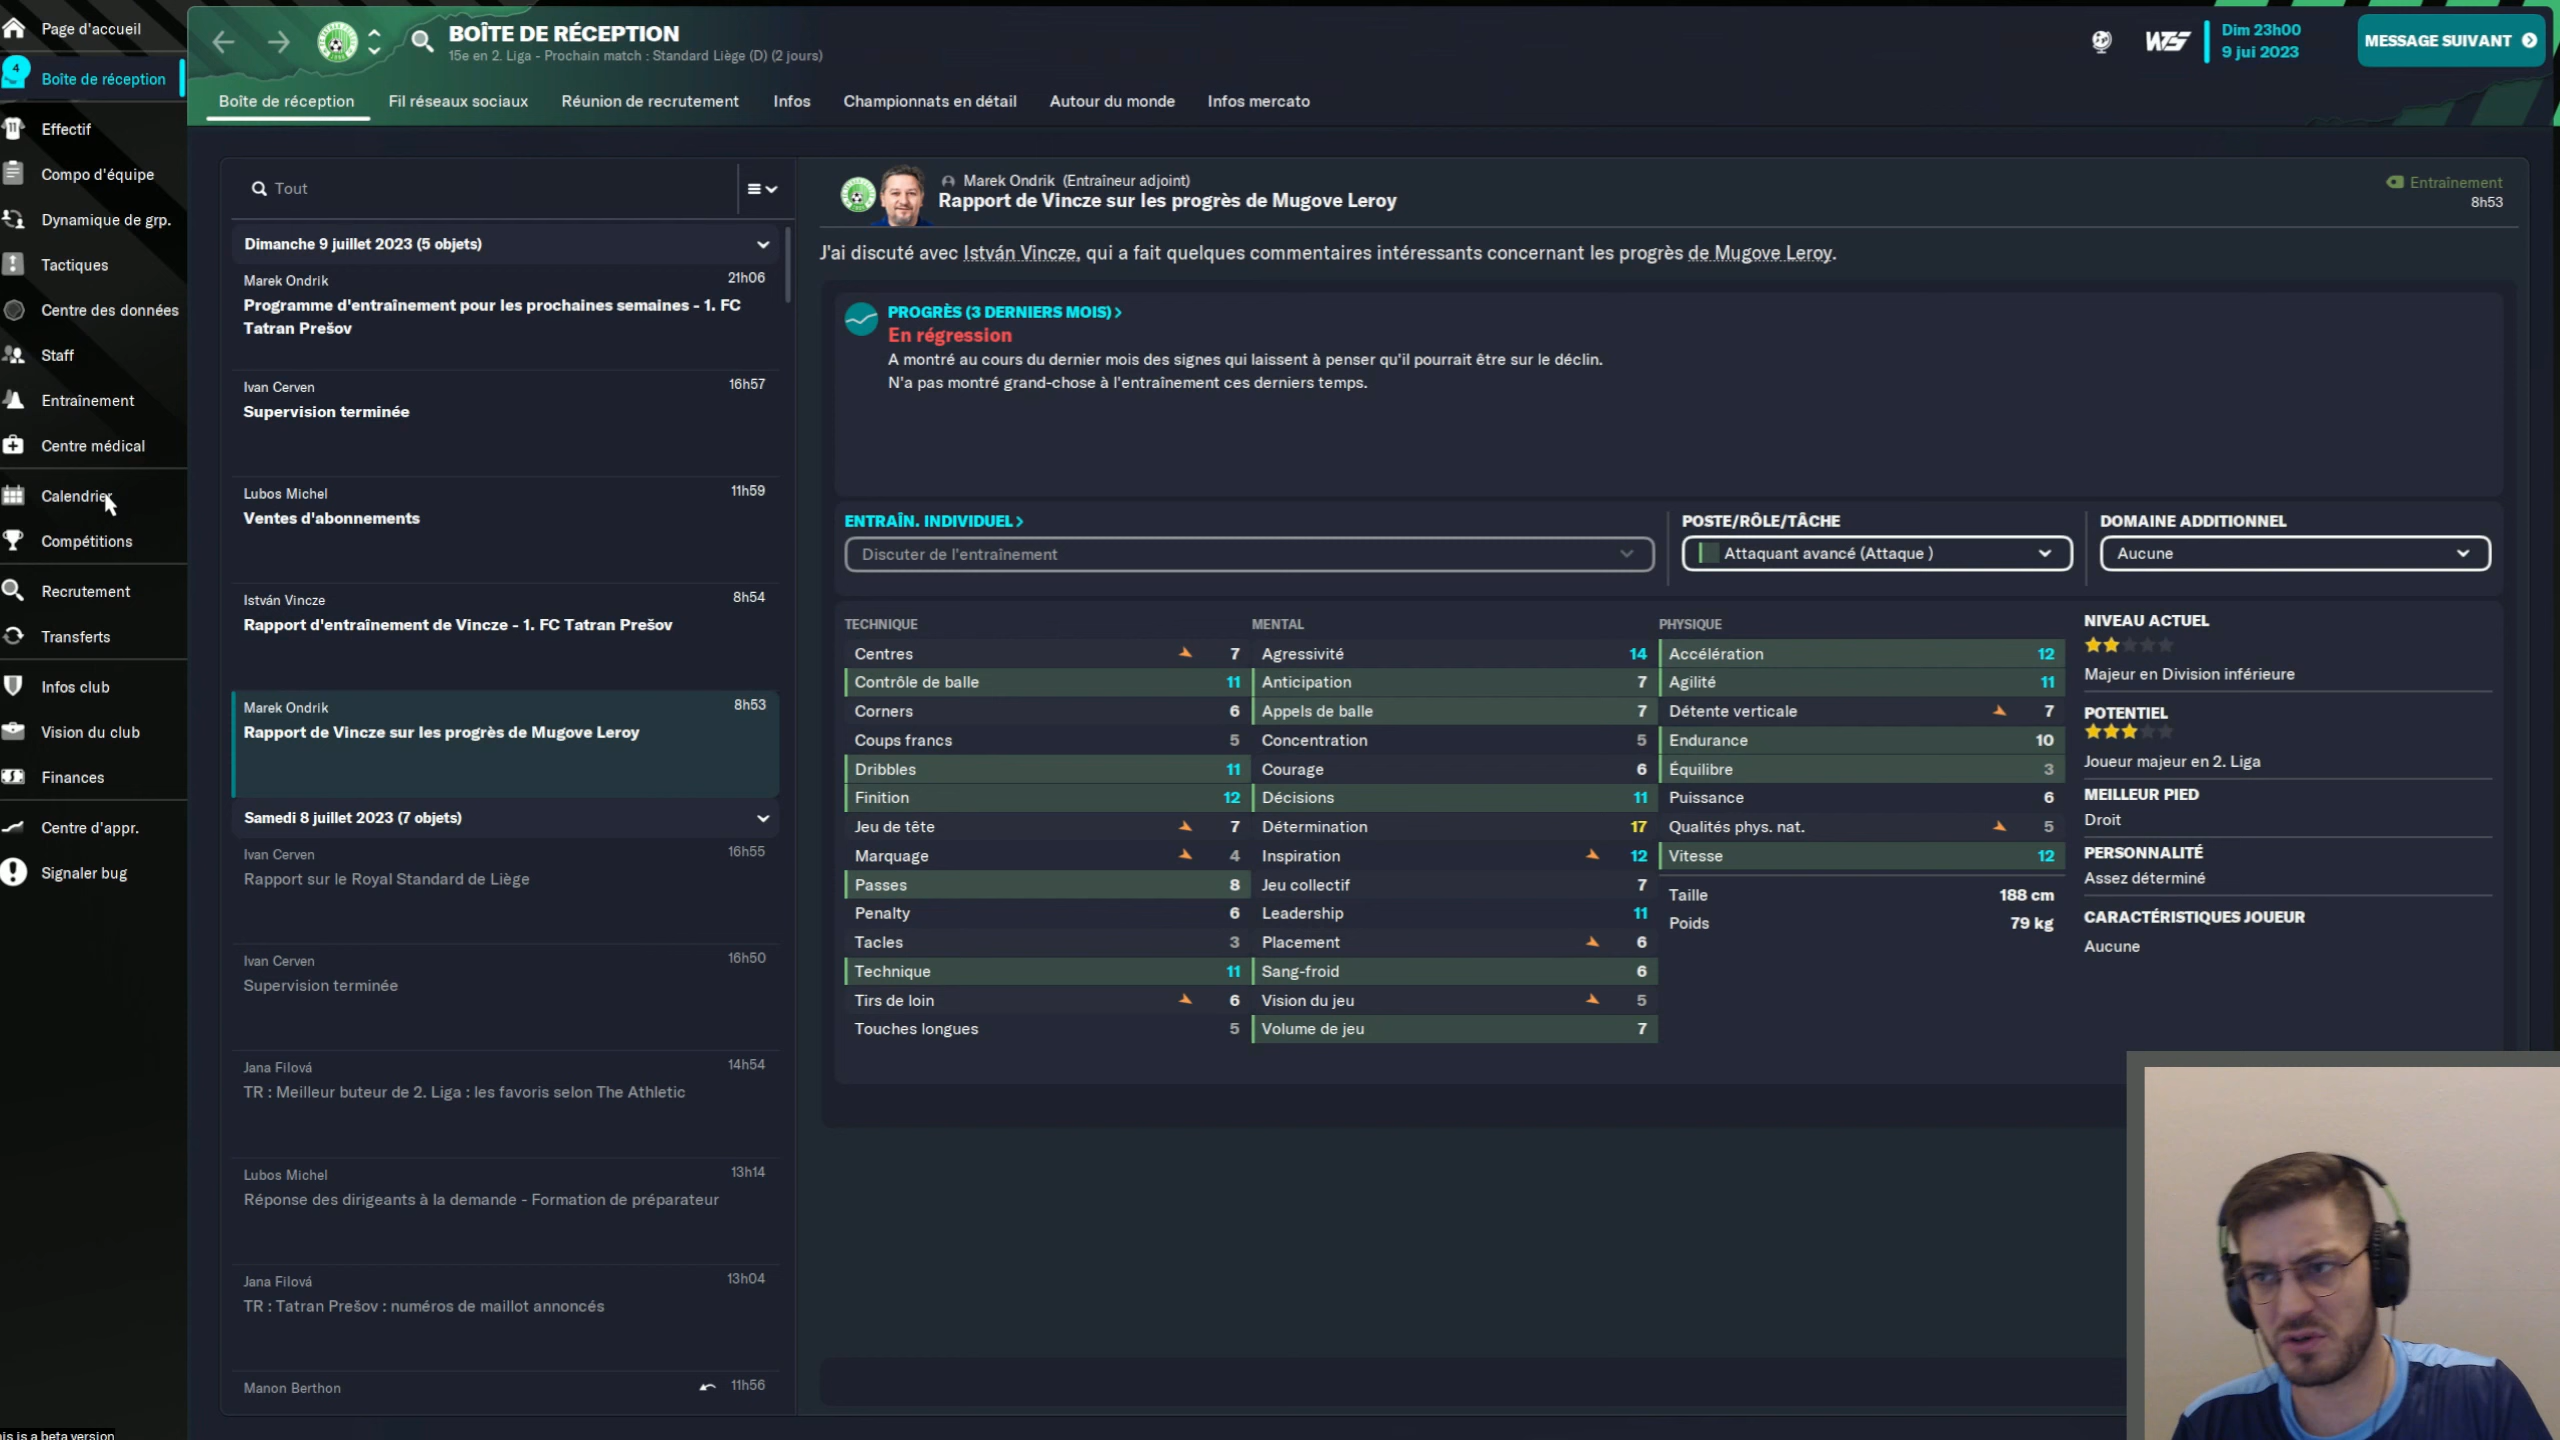 Page d'accueil
4
Boîte de réception
Effectif
Compo d'équipe
Dynamique de grp.
Tactiques
Centre des données
Staff
Entraînement
Centre médical
Calendrier
Compétitions
Recrutement
Transferts
Infos club
Vision du club
Finances
Centre d'appr.
Signaler bug
BOÎTE DE RÉCEPTION
15e en 2. Liga - Prochain match : Standard Liège (D) (2 jours)
Dim 23h00
9 jui 2023
MESSAGE SUIVANT
Boîte de réception
Fil réseaux sociaux
Réunion de recrutement
Infos
Championnats en détail
Autour du monde
Infos mercato
Tout
Dimanche 9 juillet 2023 (5 objets)
Marek Ondrik 21h06
Programme d'entraînement pour les prochaines semaines - 1. FC
Tatran Prešov
Ivan Cerven 16h57
Supervision terminée
Lubos Michel 11h59
Ventes d'abonnements
István Vincze 8h54
Rapport d'entraînement de Vincze - 1. FC Tatran Prešov
Marek Ondrik 8h53
Rapport de Vincze sur les progrès de Mugove Leroy
Samedi 8 juillet 2023 (7 objets)
Ivan Cerven 16h55
Rapport sur le Royal Standard de Liège
Ivan Cerven 16h50
Supervision terminée
Jana Filová 14h54
TR : Meilleur buteur de 2. Liga : les favoris selon The Athletic
Lubos Michel 13h14
Réponse des dirigeants à la demande - Formation de préparateur
Jana Filová 13h04
TR : Tatran Prešov : numéros de maillot annoncés
Manon Berthon 11h56
Marek Ondrik (Entraîneur adjoint)
Rapport de Vincze sur les progrès de Mugove Leroy
Entraînement
8h53
J'ai discuté avec István Vincze, qui a fait quelques commentaires intéressants concernant les progrès de Mugove Leroy.
PROGRÈS (3 DERNIERS MOIS) >
En régression
A montré au cours du dernier mois des signes qui laissent à penser qu'il pourrait être sur le déclin.
N'a pas montré grand-chose à l'entraînement ces derniers temps.
ENTRAÎN. INDIVIDUEL >
Discuter de l'entraînement
POSTE/RÔLE/TÂCHE
Attaquant avancé (Attaque )
DOMAINE ADDITIONNEL
Aucune
TECHNIQUE
Centres 7
Contrôle de balle 11
Corners 6
Coups francs 5
Dribbles 11
Finition 12
Jeu de tête 7
Marquage 4
Passes 8
Penalty 6
Tacles 3
Technique 11
Tirs de loin 6
Touches longues 5
MENTAL
Agressivité 14
Anticipation 7
Appels de balle 7
Concentration 5
Courage 6
Décisions 11
Détermination 17
Inspiration 12
Jeu collectif 7
Leadership 11
Placement 6
Sang-froid 6
Vision du jeu 5
Volume de jeu 7
PHYSIQUE
Accélération 12
Agilité 11
Détente verticale 7
Endurance 10
Équilibre 3
Puissance 6
Qualités phys. nat. 5
Vitesse 12
Taille 188 cm
Poids 79 kg
NIVEAU ACTUEL
Majeur en Division inférieure
POTENTIEL
Joueur majeur en 2. Liga
MEILLEUR PIED
Droit
PERSONNALITÉ
Assez déterminé
CARACTÉRISTIQUES JOUEUR
Aucune
is is a beta version